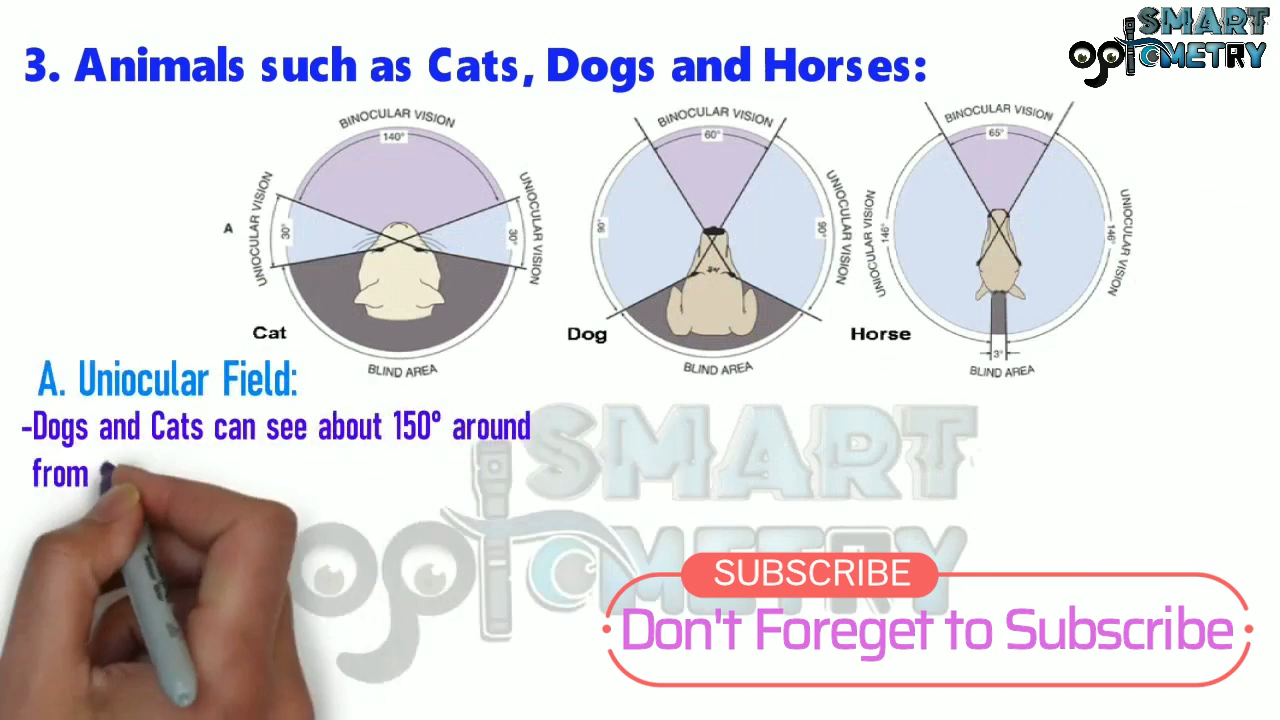 SMART
OPTOMETRY
3. Animals such as Cats, Dogs and Horses:
BINOCULAR VISION
140°
UNIOCULAR VISION
30°
30°
UNIOCULAR VISION
A
Cat
BLIND AREA
BINOCULAR VISION
60°
90°
90°
UNIOCULAR VISION
Dog
BLIND AREA
BINOCULAR VISION
65°
UNIOCULAR VISION
146°
146°
UNIOCULAR VISION
Horse
3°
BLIND AREA
A. Uniocular Field:
-Dogs and Cats can see about 150° around
from
SMART
OPTOMETRY
SUBSCRIBE
Don't Foreget to Subscribe